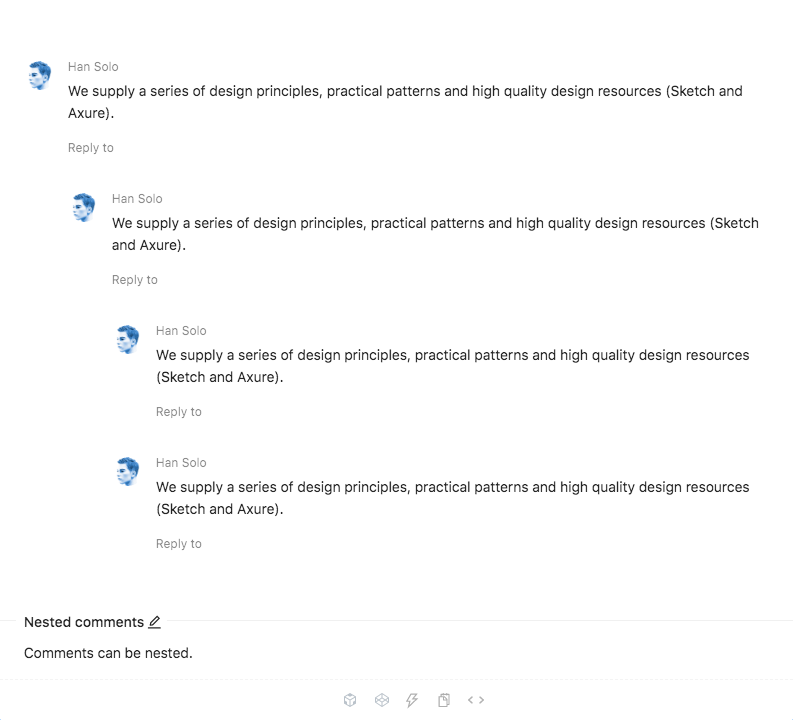 Han Solo
We supply a series of design principles, practical patterns and high quality design resources (Sketch and
Axure).
Reply to
Han Solo
We supply a series of design principles, practical patterns and high quality design resources (Sketch
and Axure).
Reply to
Han Solo
We supply a series of design principles, practical patterns and high quality design resources
(Sketch and Axure).
Reply to
Han Solo
We supply a series of design principles, practical patterns and high quality design resources
(Sketch and Axure).
Reply to
Nested comments
Comments can be nested.